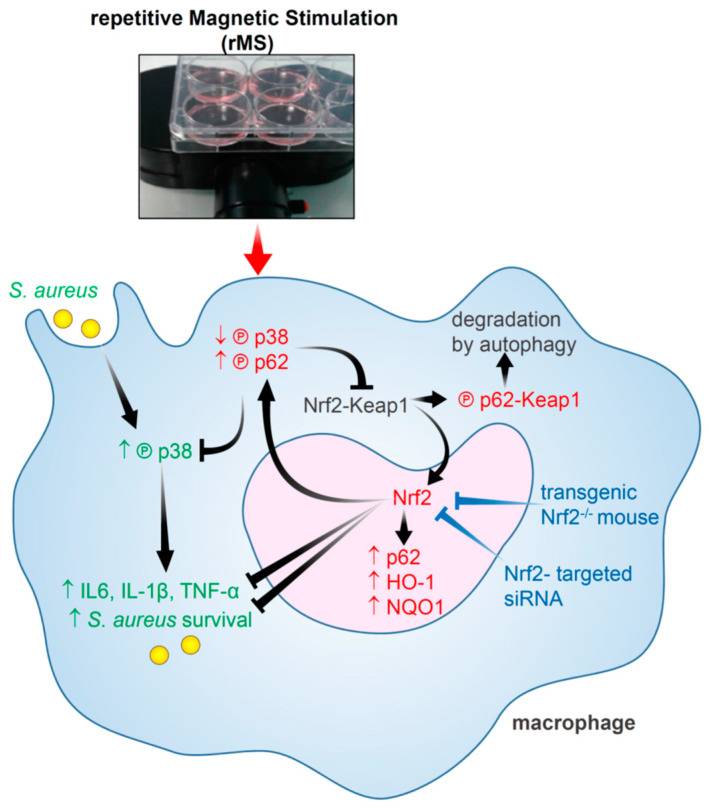 repetitive Magnetic Stimulation
(rMS)
S. aureus
↓ Ⓟ p38
↑ Ⓟ p62
degradation
by autophagy
Nrf2-Keap1
Ⓟ p62-Keap1
↑ Ⓟ p38
Nrf2
transgenic
Nrf2-/- mouse
↑ p62
↑ HO-1
↑ NQO1
Nrf2- targeted
siRNA
↑ IL6, IL-1β, TNF-α
↑ S. aureus survival
macrophage